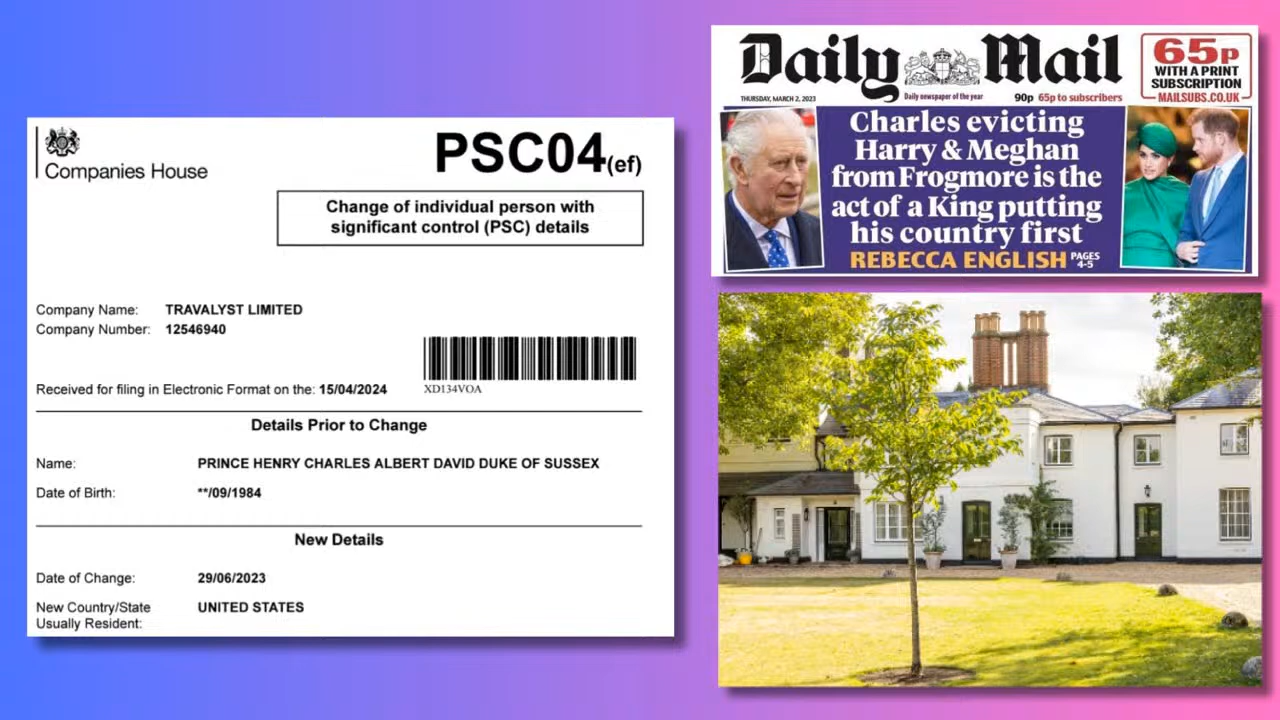 Companies House
PSC04(ef)
Change of individual person with
significant control (PSC) details
Company Name: TRAVALYST LIMITED
Company Number: 12546940
XD134VOA
Received for filing in Electronic Format on the: 15/04/2024
Details Prior to Change
Name: PRINCE HENRY CHARLES ALBERT DAVID DUKE OF SUSSEX
Date of Birth: **/09/1984
New Details
Date of Change: 29/06/2023
New Country/State UNITED STATES
Usually Resident:
Daily Mail
65p
WITH A PRINT
SUBSCRIPTION
MAILSUBS.CO.UK
THURSDAY, MARCH 2, 2023
Daily newspaper of the year
90p 65p to subscribers
Charles evicting
Harry & Meghan
from Frogmore is the
act of a King putting
his country first
REBECCA ENGLISH PAGES
4-5